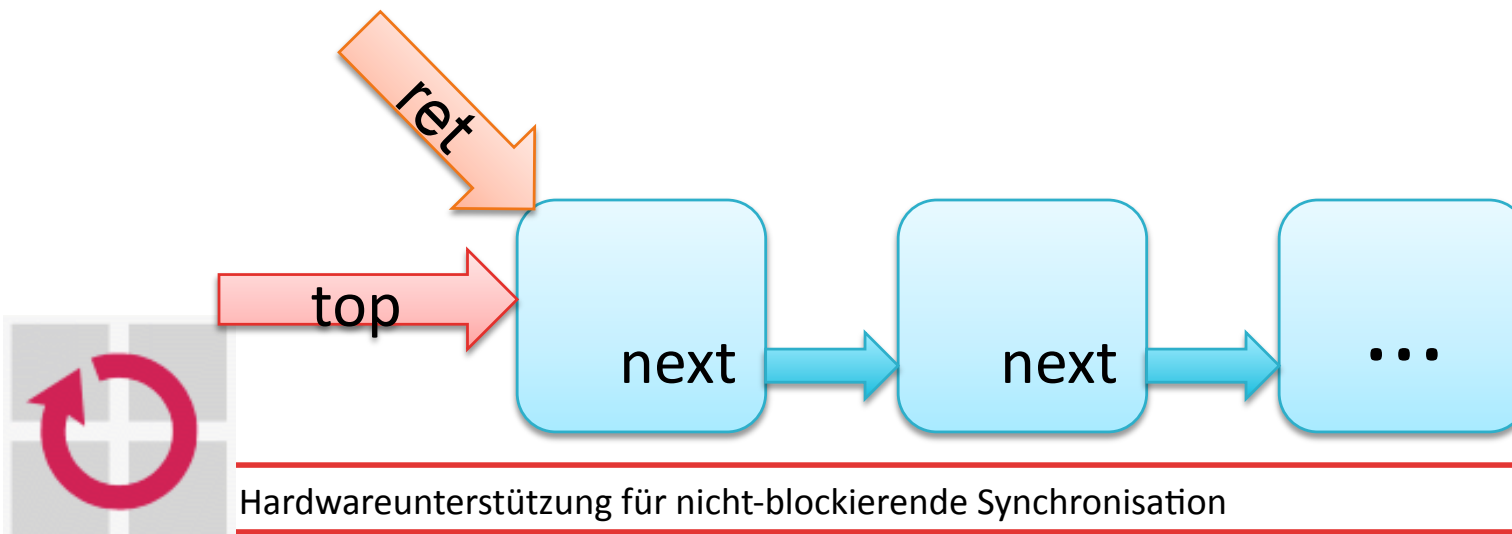 ret
top
next
next
...
Hardwareunterstützung für nicht-blockierende Synchronisation